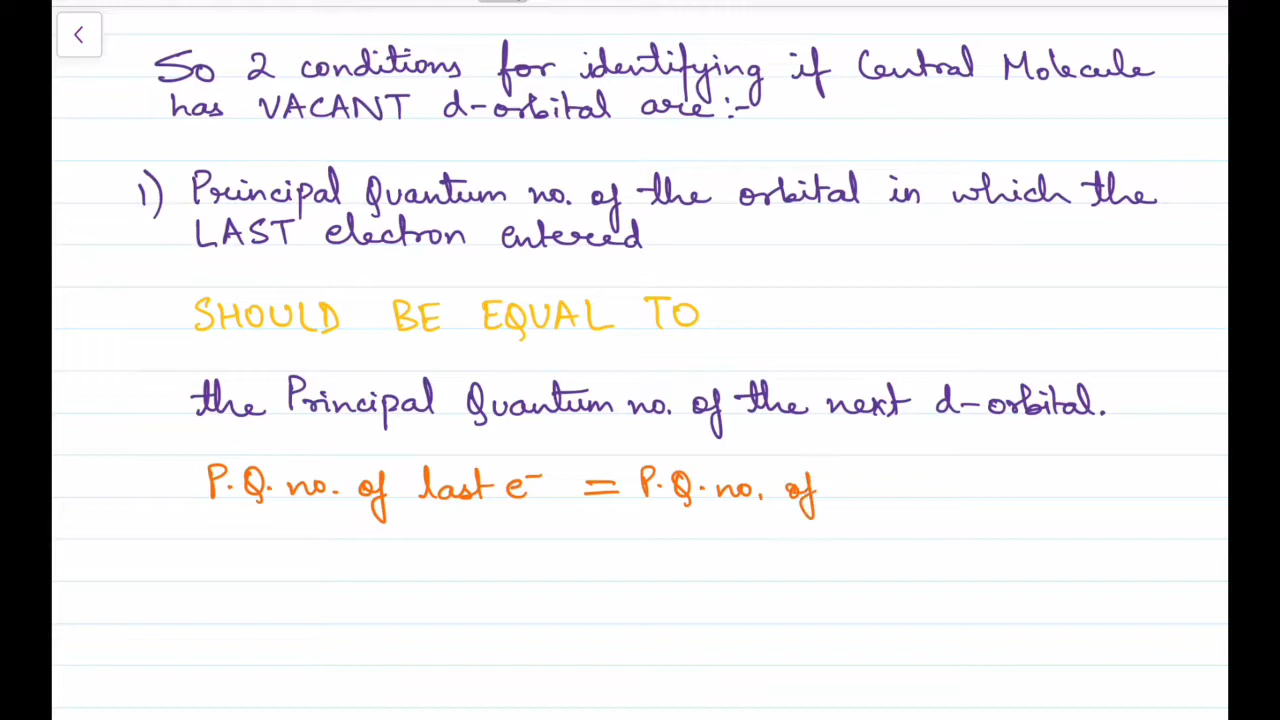 So 2 conditions for identifying if Central Molecule
has VACANT d-orbital are:-
1) Principal Quantum no. of the orbital in which the
LAST electron entered
SHOULD BE EQUAL TO
the Principal Quantum no. of the next d-orbital.
P.Q. no. of last e⁻ = P.Q. no. of